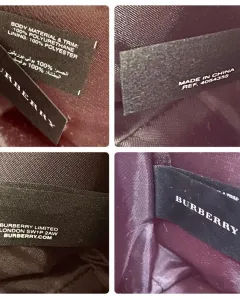 BODY MATERIAL & TRIM:
100% POLYURETHANE
LINING: 100% POLYESTER
BURBERRY
MADE IN CHINA
BURBERRY LIMITED
LONDON SW1P 2AW
BURBERRY.COM
BURBERRY